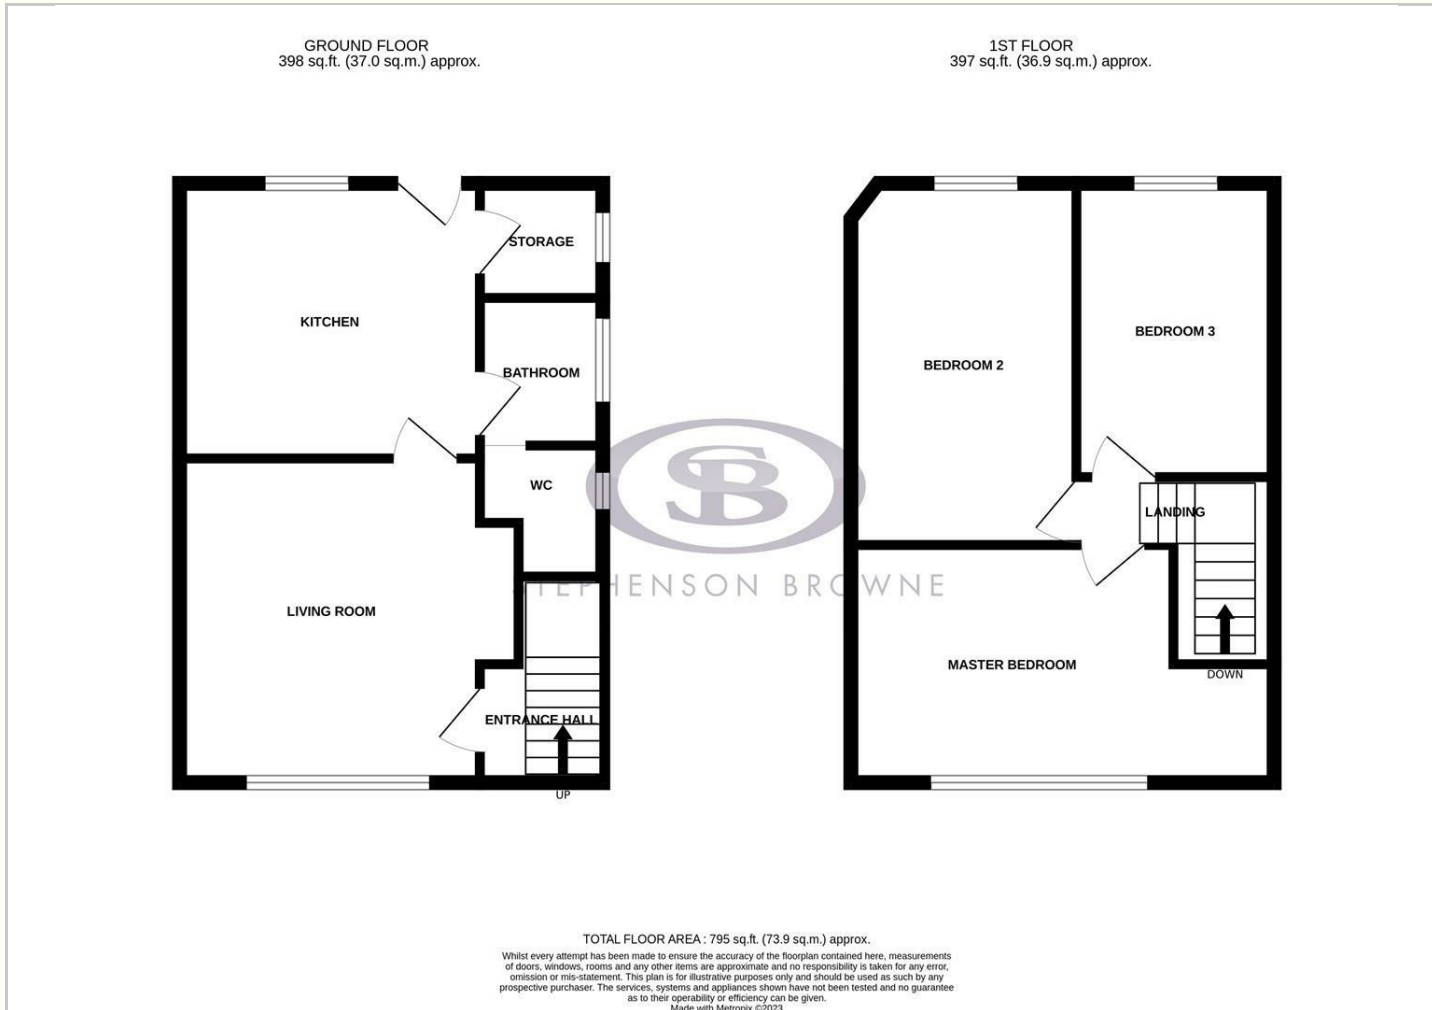 GROUND FLOOR
398 sq.ft. (37.0 sq.m.) approx.
1ST FLOOR
397 sq.ft. (36.9 sq.m.) approx.
STORAGE
KITCHEN
BATHROOM
WC
LIVING ROOM
ENTRANCE HALL
UP
BEDROOM 3
BEDROOM 2
LANDING
MASTER BEDROOM
DOWN
SB
STEPHENSON BROWNE
TOTAL FLOOR AREA : 795 sq.ft. (73.9 sq.m.) approx.
Whilst every attempt has been made to ensure the accuracy of the floorplan contained here, measurements
of doors, windows, rooms and any other items are approximate and no responsibility is taken for any error,
omission or mis-statement. This plan is for illustrative purposes only and should be used as such by any
prospective purchaser. The services, systems and appliances shown have not been tested and no guarantee
as to their operability or efficiency can be given.
Made with Metropix ©2023